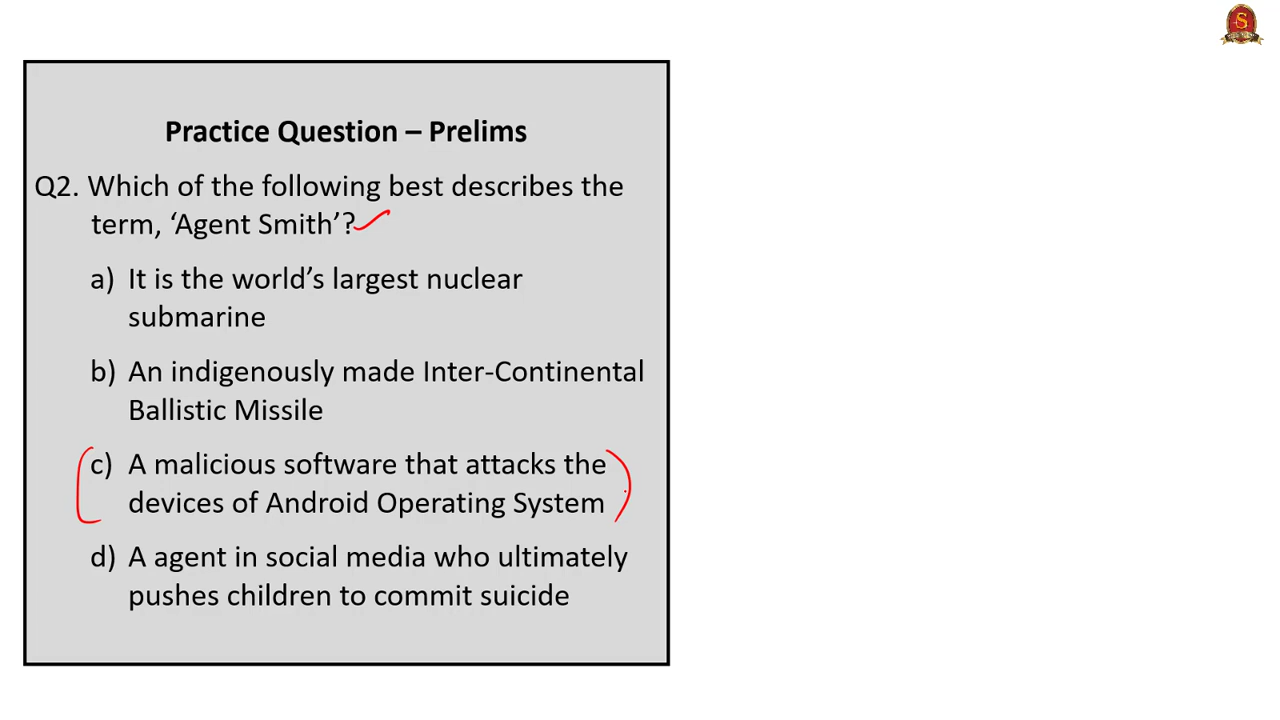 Practice Question – Prelims
Q2. Which of the following best describes the
term, ‘Agent Smith’?
a) It is the world’s largest nuclear
submarine
b) An indigenously made Inter-Continental
Ballistic Missile
c) A malicious software that attacks the
devices of Android Operating System
d) A agent in social media who ultimately
pushes children to commit suicide
S